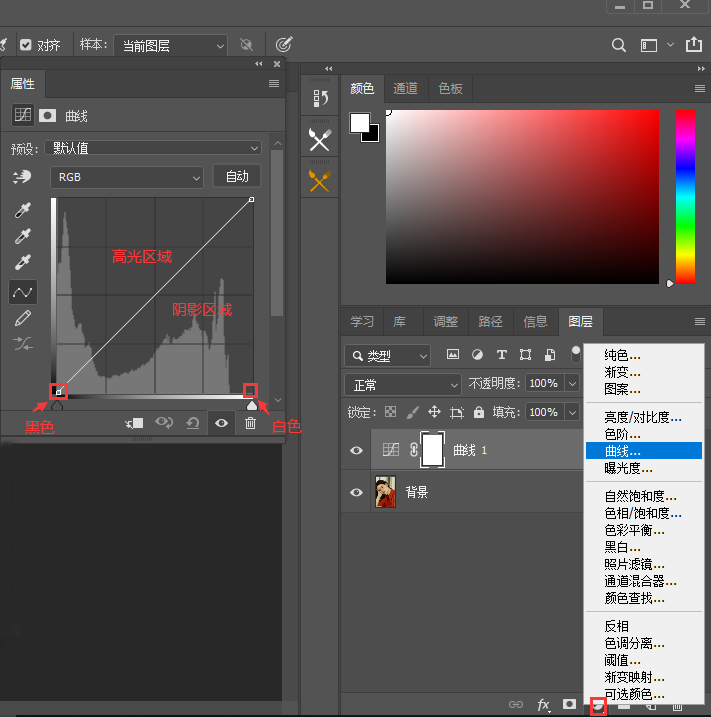 对齐
样本:
当前图层
属性
曲线
预设:
默认值
RGB
自动
高光区域
阴影区域
黑色
白色
颜色
通道
色板
学习
库
调整
路径
信息
图层
类型
正常
不透明度:
100%
锁定:
填充:
100%
曲线 1
背景
fx
纯色...
渐变...
图案...
亮度/对比度...
色阶...
曲线...
曝光度...
自然饱和度...
色相/饱和度...
色彩平衡...
黑白...
照片滤镜...
通道混合器...
颜色查找...
反相
色调分离...
阈值...
渐变映射...
可选颜色...